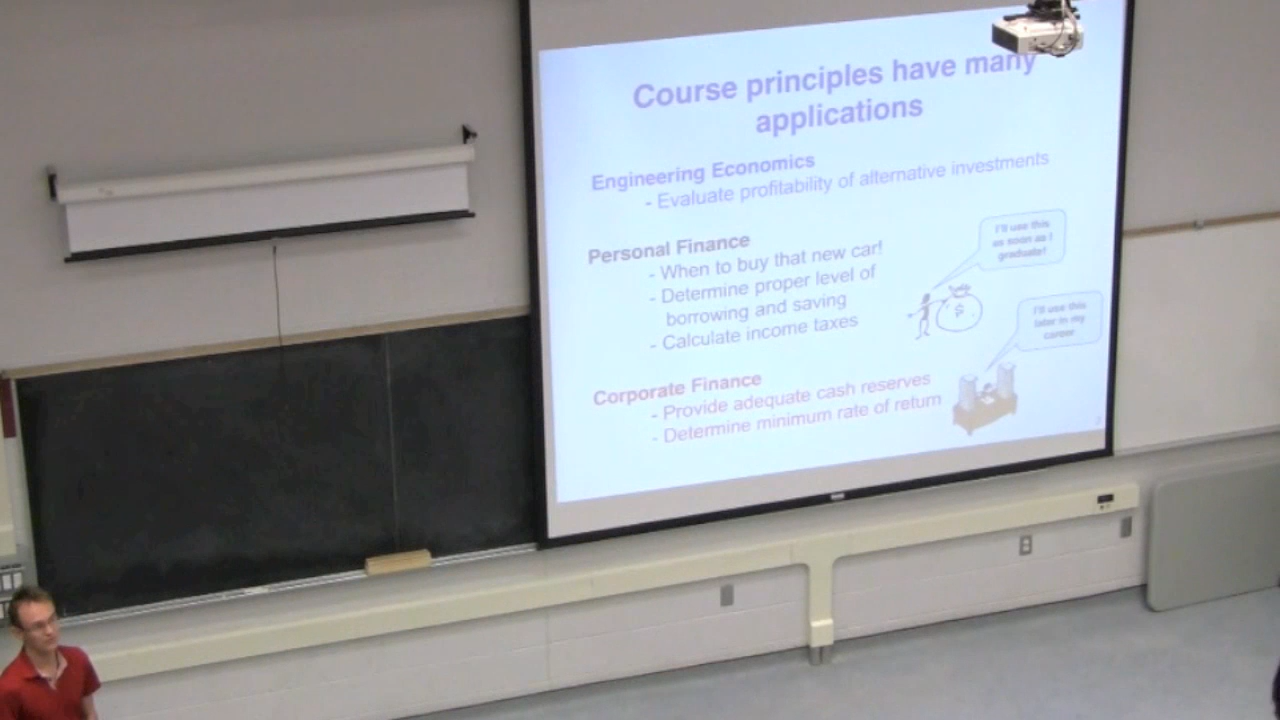 Course principles have many
applications
Engineering Economics
- Evaluate profitability of alternative investments
Personal Finance
- When to buy that new car!
- Determine proper level of
borrowing and saving
- Calculate income taxes
I'll use this
as soon as I
graduate!
$
I'll use this
later in my
career
Corporate Finance
- Provide adequate cash reserves
- Determine minimum rate of return